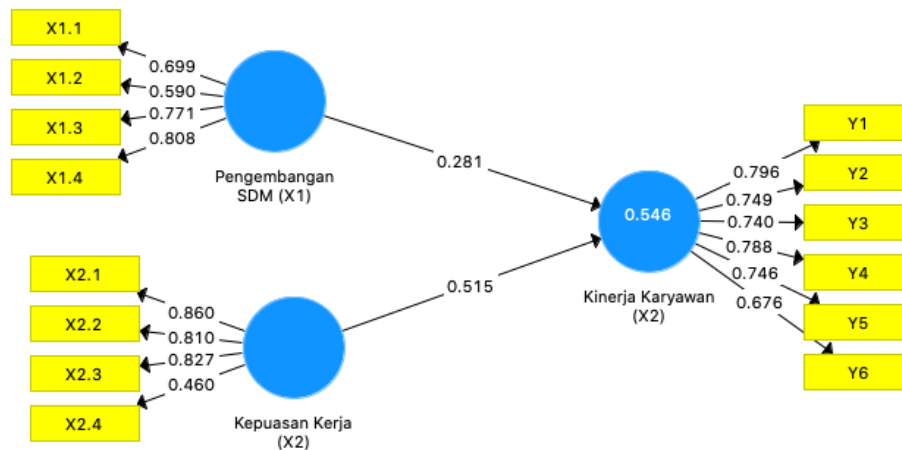 X1.1
X1.2
X1.3
X1.4
0.699
0.590
0.771
0.808
Pengembangan
SDM (X1)
0.281
X2.1
X2.2
X2.3
X2.4
0.860
0.810
0.827
0.460
Kepuasan Kerja
(X2)
0.515
0.546
Kinerja Karyawan
(X2)
0.796
0.749
0.740
0.788
0.746
0.676
Y1
Y2
Y3
Y4
Y5
Y6